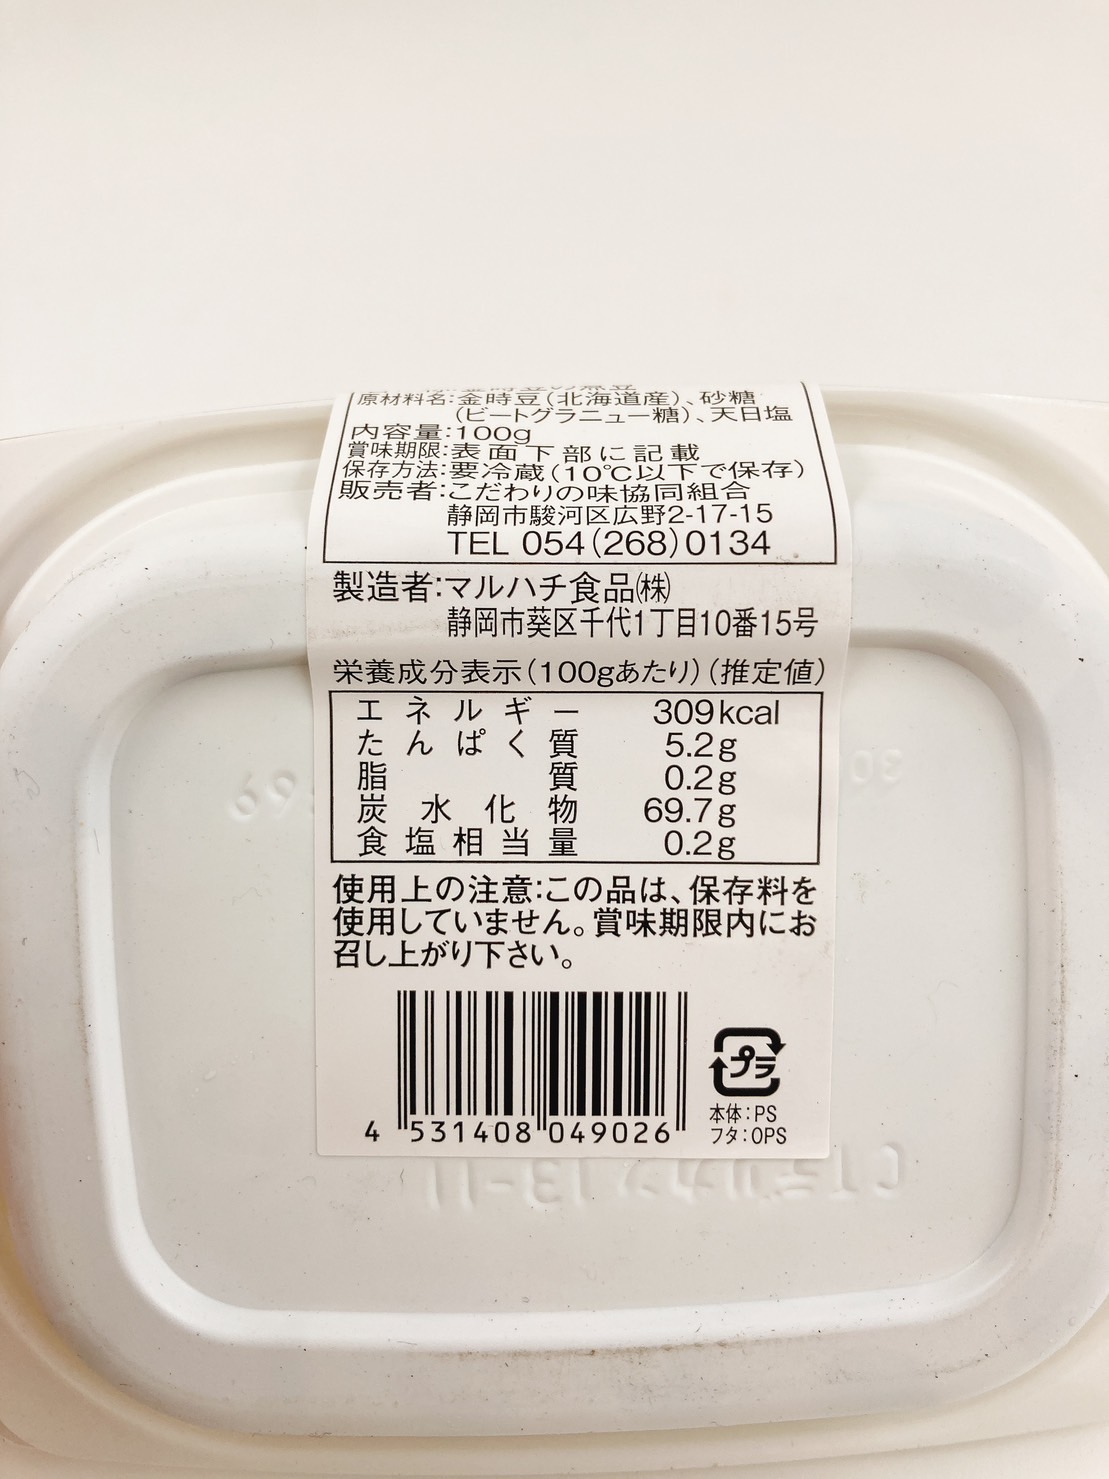 原材料名:金時豆(北海道産)、砂糖
(ビートグラニュー糖)、天日塩
内容量:100g
賞味期限:表面下部に記載
保存方法:要冷蔵(10℃以下で保存)
販売者:こだわりの味協同組合
静岡市駿河区広野2-17-15
TEL 054(268)0134
製造者:マルハチ食品㈱
静岡市葵区千代1丁目10番15号
栄養成分表示(100gあたり)(推定値)
エネルギー 309kcal
たんぱく質 5.2g
脂質 0.2g
炭水化物 69.7g
食塩相当量 0.2g
使用上の注意:この品は、保存料を
使用していません。賞味期限内にお
召し上がり下さい。
4 531408 049026
プラ
本体:PS
フタ:OPS
CTデリカン 13-11